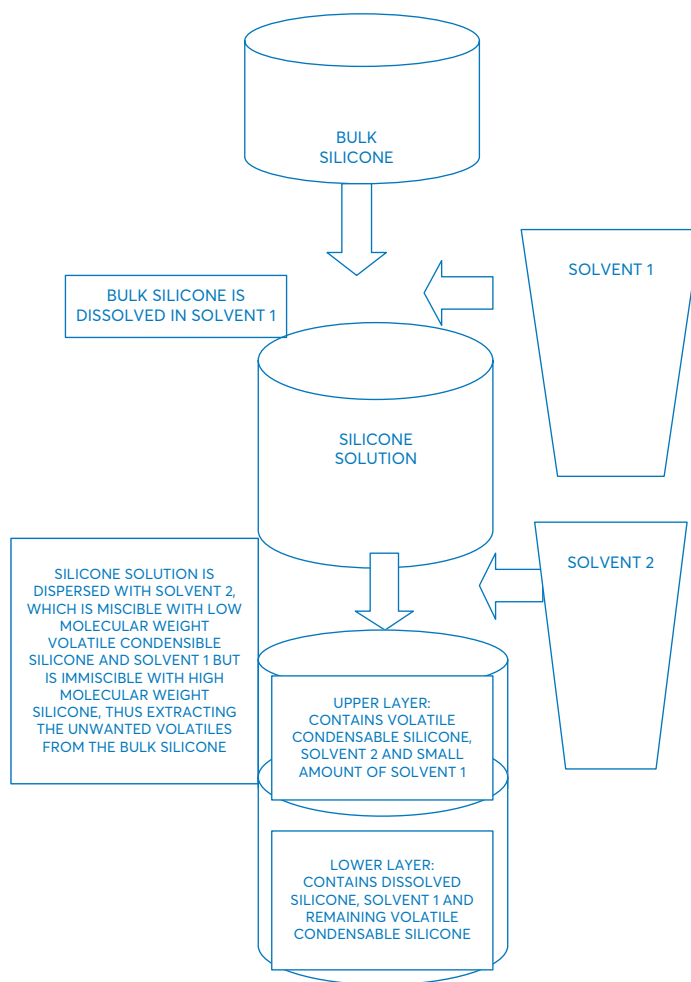 BULK
SILICONE
SOLVENT 1
BULK SILICONE IS
DISSOLVED IN SOLVENT 1
SILICONE
SOLUTION
SOLVENT 2
SILICONE SOLUTION IS
DISPERSED WITH SOLVENT 2,
WHICH IS MISCIBLE WITH LOW
MOLECULAR WEIGHT
VOLATILE CONDENSIBLE
SILICONE AND SOLVENT 1 BUT
IS IMMISCIBLE WITH HIGH
MOLECULAR WEIGHT
SILICONE, THUS EXTRACTING
THE UNWANTED VOLATILES
FROM THE BULK SILICONE
UPPER LAYER:
CONTAINS VOLATILE
CONDENSABLE SILICONE,
SOLVENT 2 AND SMALL
AMOUNT OF SOLVENT 1
LOWER LAYER:
CONTAINS DISSOLVED
SILICONE, SOLVENT 1 AND
REMAINING VOLATILE
CONDENSABLE SILICONE